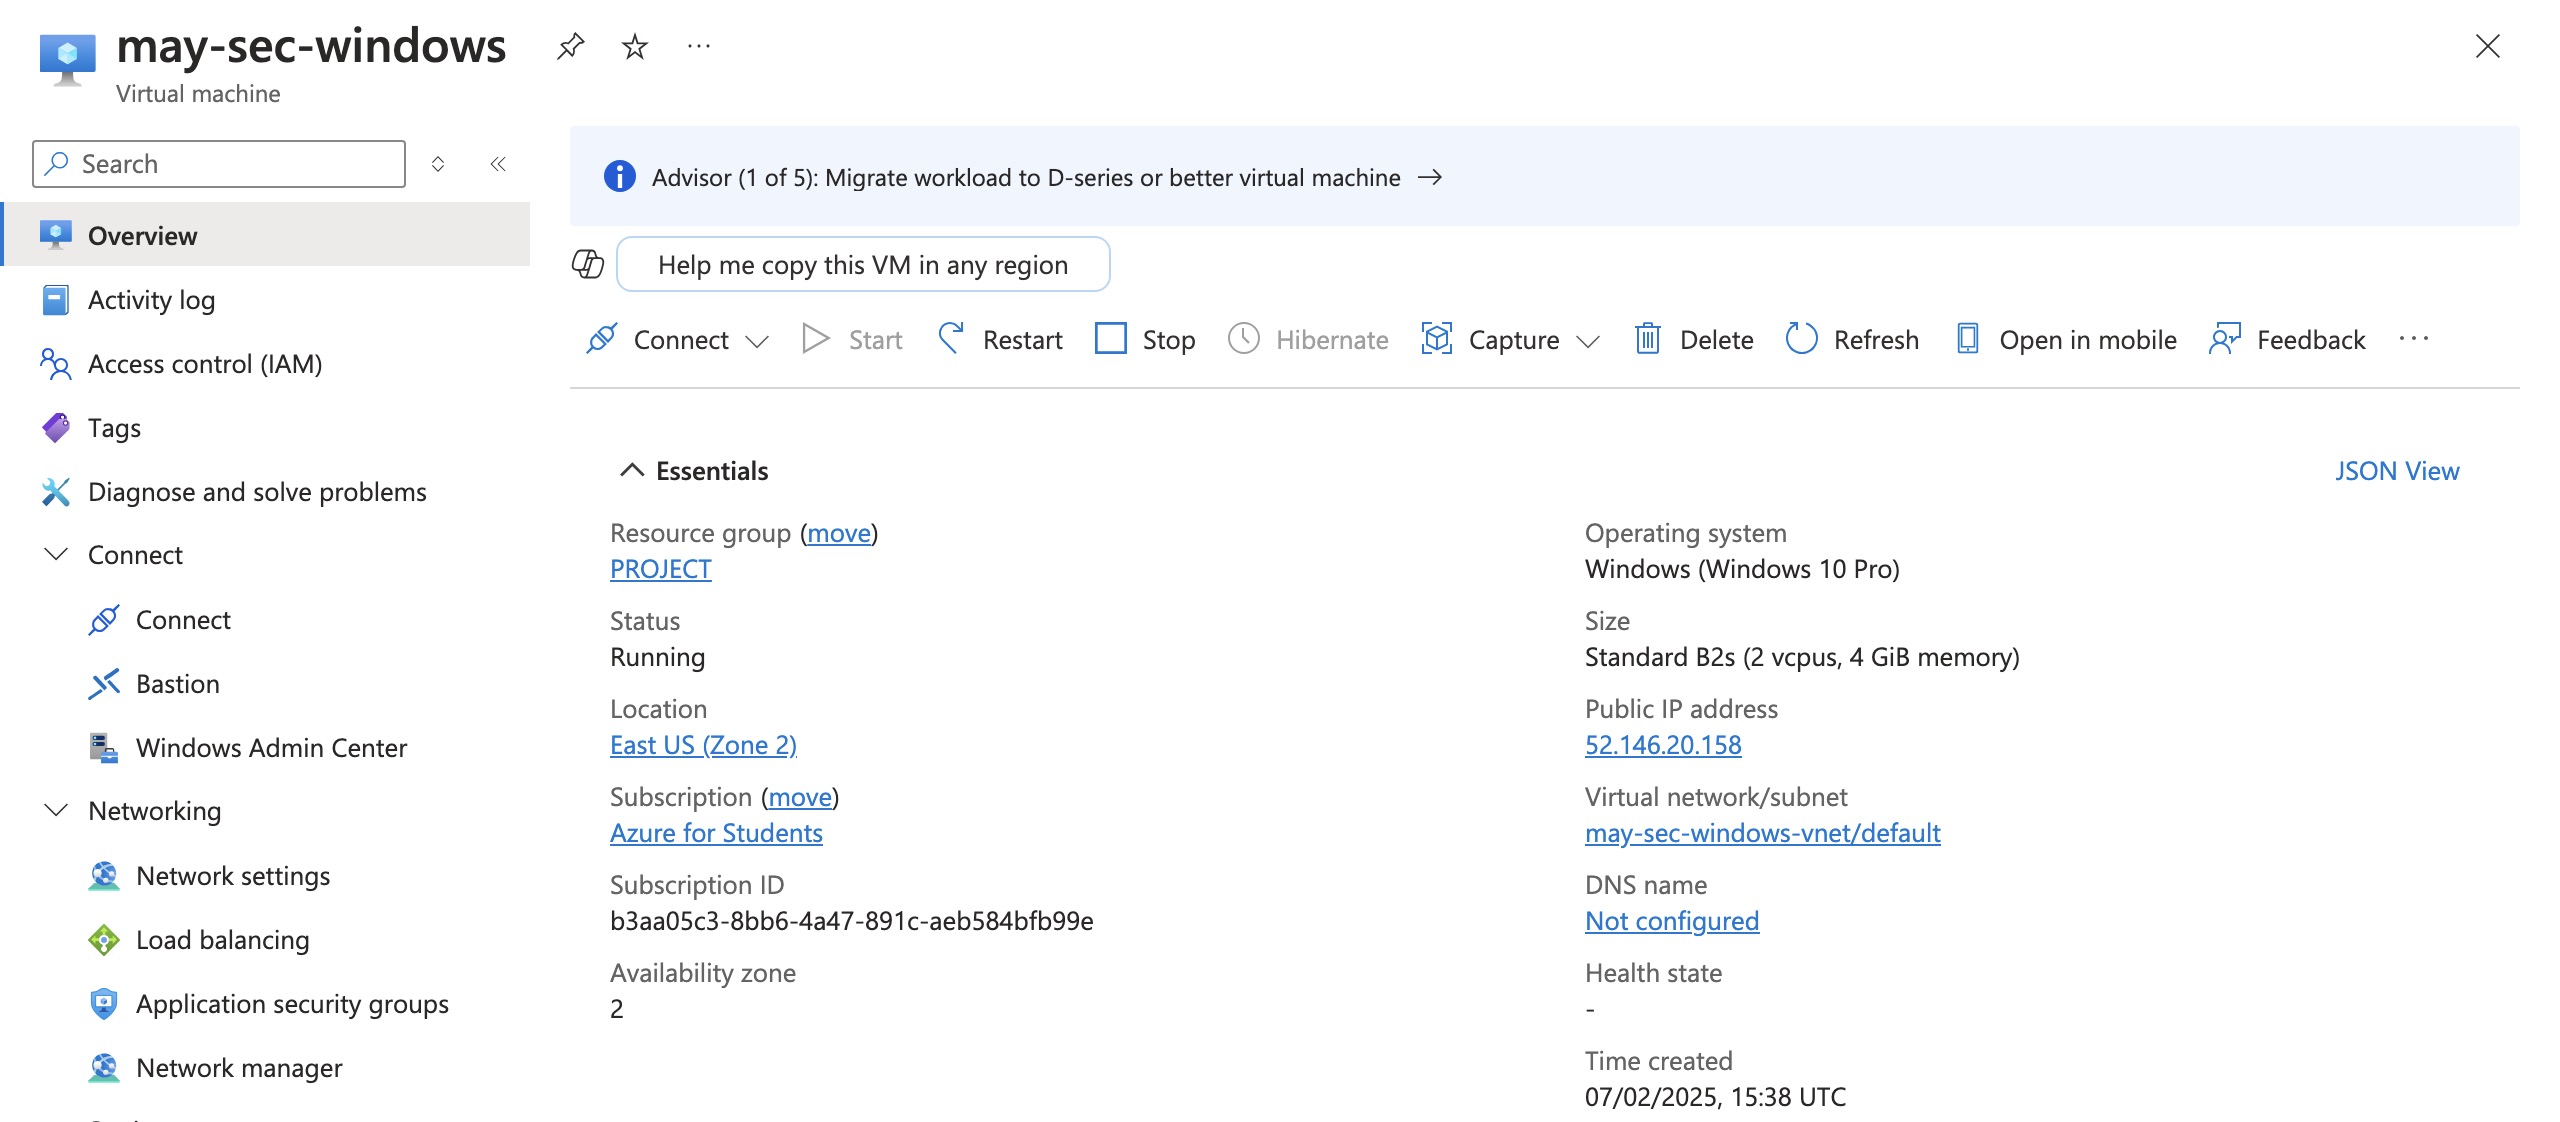 may-sec-windows
Virtual machine
Search
Overview
Activity log
Access control (IAM)
Tags
Diagnose and solve problems
Connect
Connect
Bastion
Windows Admin Center
Networking
Network settings
Load balancing
Application security groups
Network manager
Advisor (1 of 5): Migrate workload to D-series or better virtual machine
Help me copy this VM in any region
Connect Start Restart Stop Hibernate Capture Delete Refresh Open in mobile Feedback
Essentials
JSON View
Resource group (move)
PROJECT
Status
Running
Location
East US (Zone 2)
Subscription (move)
Azure for Students
Subscription ID
b3aa05c3-8bb6-4a47-891c-aeb584bfb99e
Availability zone
2
Operating system
Windows (Windows 10 Pro)
Size
Standard B2s (2 vcpus, 4 GiB memory)
Public IP address
52.146.20.158
Virtual network/subnet
may-sec-windows-vnet/default
DNS name
Not configured
Health state
-
Time created
07/02/2025, 15:38 UTC